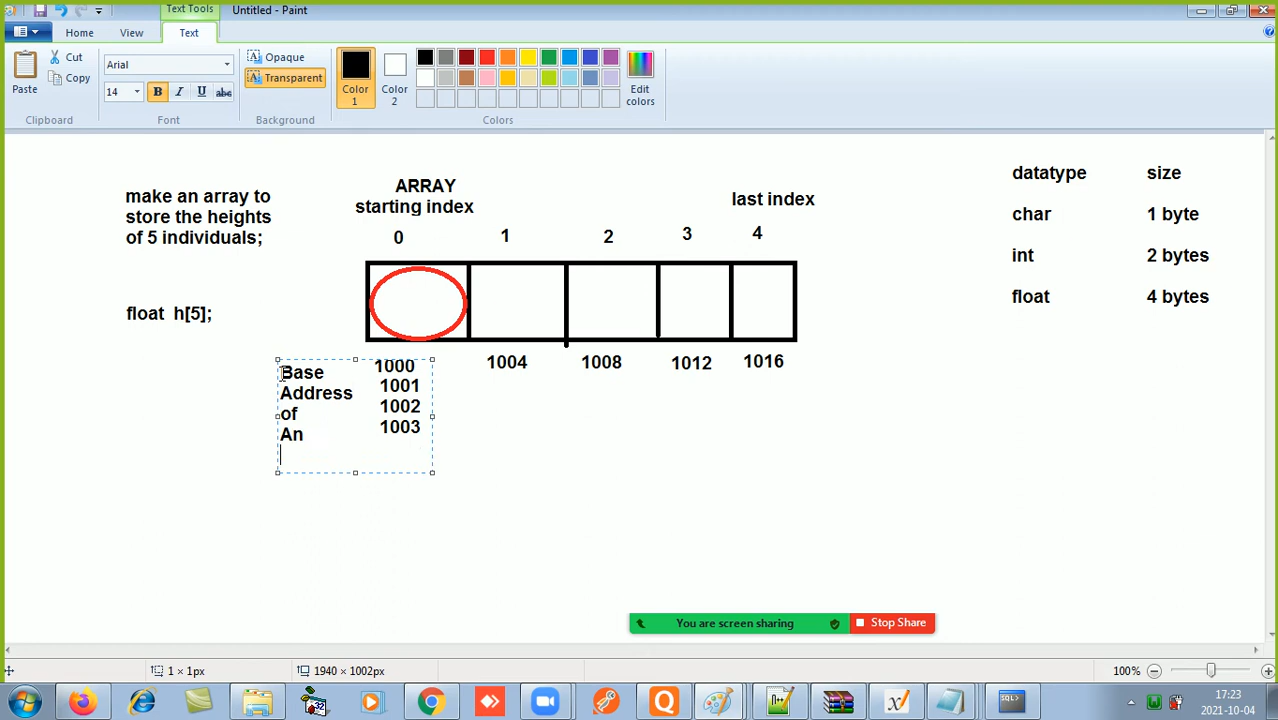 Text Tools
Untitled - Paint
Home
View
Text
Paste
Cut
Copy
Clipboard
Arial
14
B
I
U
abc
Font
Opaque
Transparent
Background
Color
1
Color
2
Edit
colors
Colors
make an array to
store the heights
of 5 individuals;
float h[5];
ARRAY
starting index
last index
0
1
2
3
4
1000
1001
1002
1003
1004
1008
1012
1016
Base
Address
of
An
datatype size
char 1 byte
int 2 bytes
float 4 bytes
You are screen sharing
Stop Share
1 × 1px
1940 × 1002px
100%
32
Q
n++
SQL>
17:23
2021-10-04